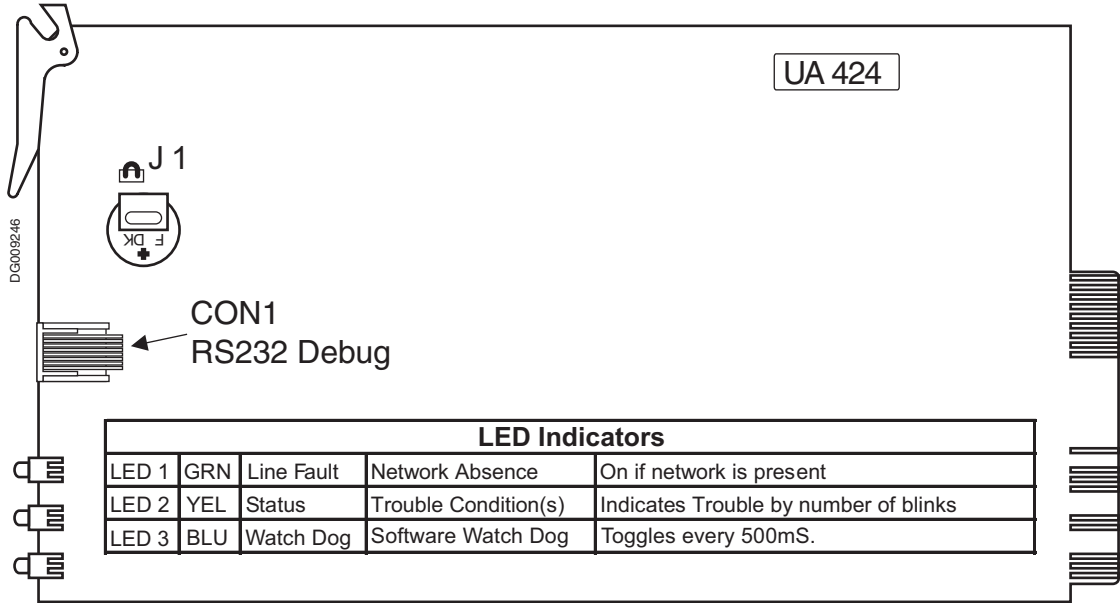 UA 424
J 1
F DK
DG009246
CON1
RS232 Debug
LED Indicators
LED 1 GRN Line Fault Network Absence On if network is present
LED 2 YEL Status Trouble Condition(s) Indicates Trouble by number of blinks
LED 3 BLU Watch Dog Software Watch Dog Toggles every 500mS.